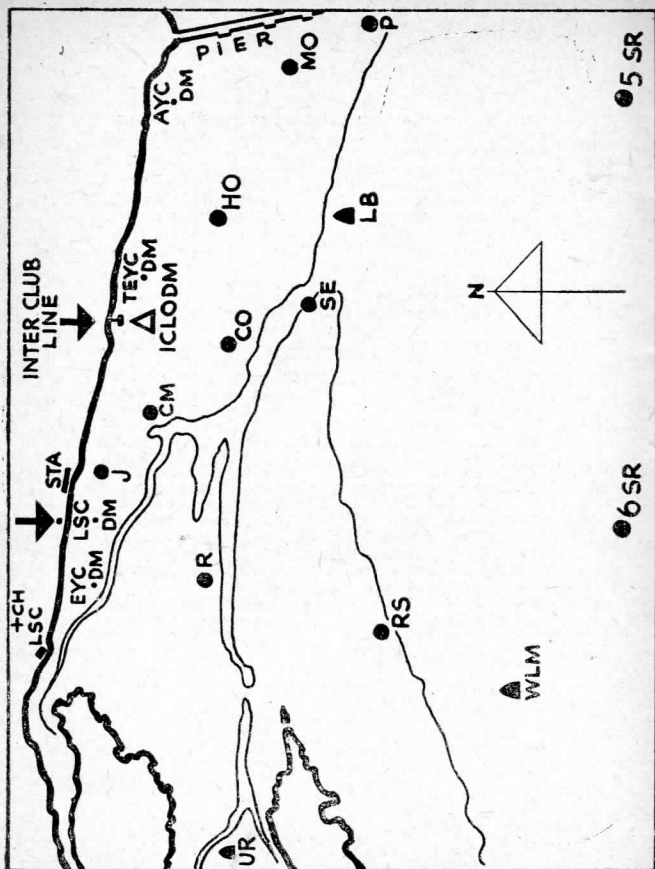 PIER
P
MO
AYC
DM
5 SR
HO
LB
TEYC
DM
INTER CLUB
LINE
ICLODM
SE
N
CO
CM
STA
J
LSC
DM
6 SR
EYC
DM
R
+CH
LSC
RS
WLM
UR